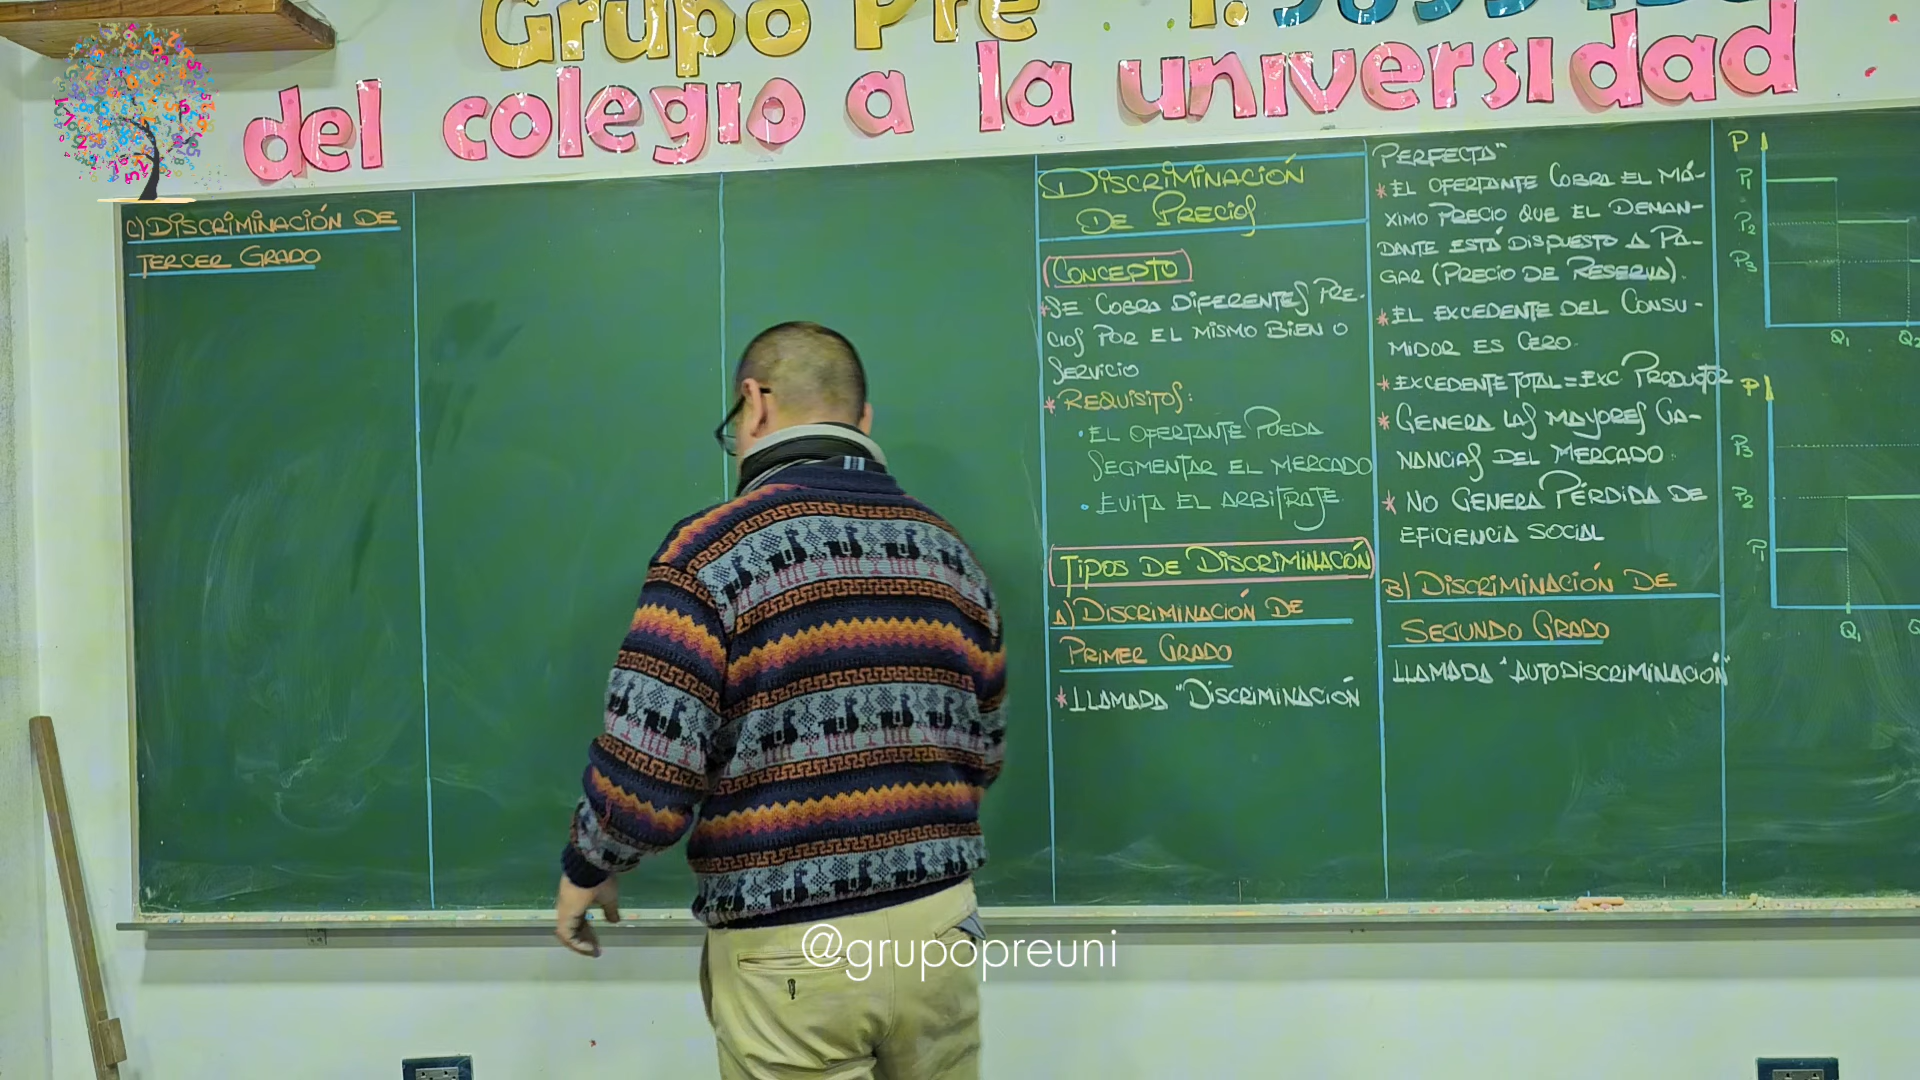 Grupo Pre
del colegio a la universidad
C) DISCRIMINACIÓN DE
TERCER GRADO
DISCRIMINACIÓN
DE PRECIOS
CONCEPTO
*SE COBRA DIFERENTES PRE-
CIOS POR EL MISMO BIEN O
SERVICIO
* REQUISITOS:
• EL OFERTANTE PUEDA
SEGMENTAR EL MERCADO
• EVITA EL ARBITRAJE
TIPOS DE DISCRIMINACIÓN
A) DISCRIMINACIÓN DE
PRIMER GRADO
*LLAMADA "DISCRIMINACIÓN
PERFECTA"
*EL OFERTANTE COBRA EL MÁ-
XIMO PRECIO QUE EL DEMAN-
DANTE ESTÁ DISPUESTO A PA-
GAR (PRECIO DE RESERVA).
*EL EXCEDENTE DEL CONSU-
MIDOR ES CERO.
*EXCEDENTE TOTAL = EXC PRODUCTOR
*GENERA LAS MAYORES GA-
NANCIAS DEL MERCADO.
* NO GENERA PÉRDIDA DE
EFICIENCIA SOCIAL
B) DISCRIMINACIÓN DE
SEGUNDO GRADO
LLAMADA "AUTODISCRIMINACIÓN"
P
P1
P2
P3
Q1 Q2
P
P3
P2
P1
Q1
@grupopreuni